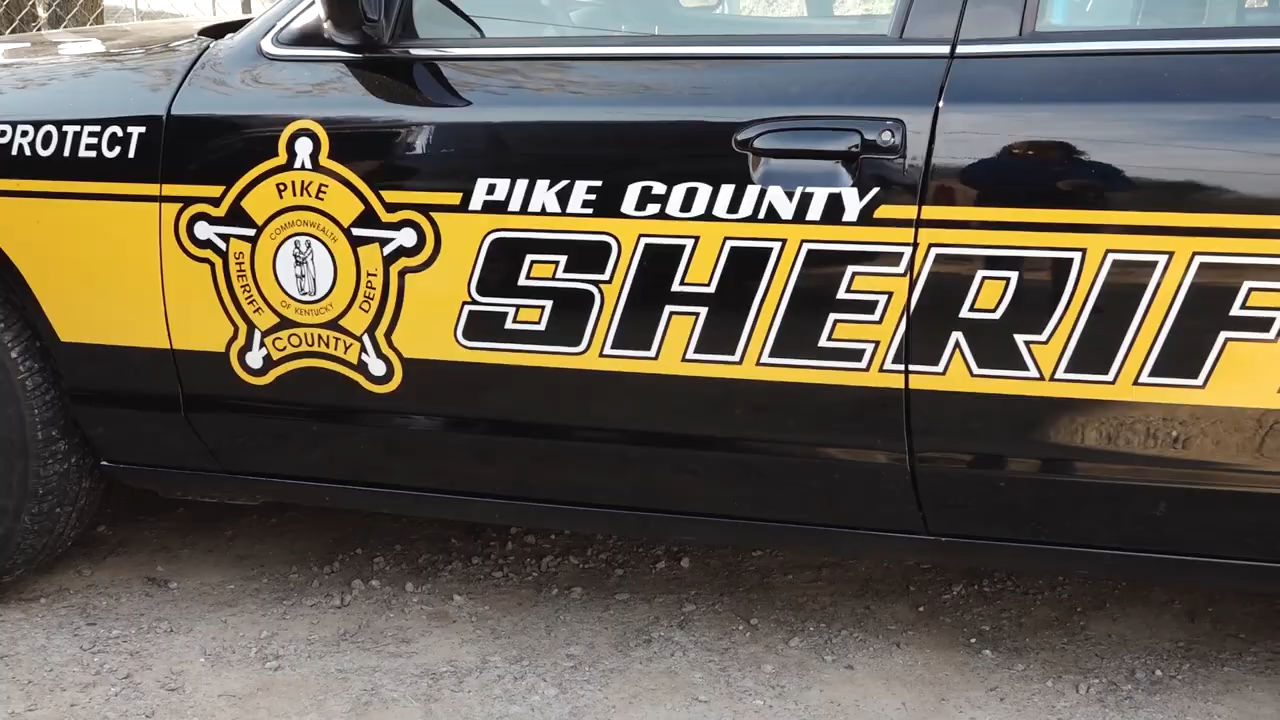 PROTECT
PIKE
COMMONWEALTH
OF KENTUCKY
SHERIFF
DEPT.
COUNTY
PIKE COUNTY
SHERIF